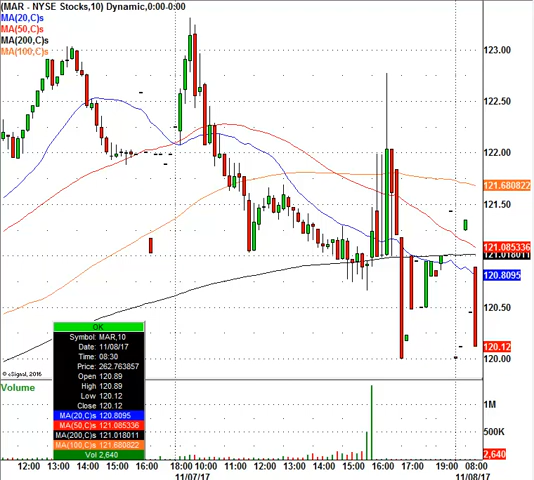 (MAR - NYSE Stocks,10) Dynamic,0:00-0:00
MA(20,C)s
MA(50,C)s
MA(200,C)s
MA(100,C)s
123.00
122.50
122.00
121.680822
121.50
121.085336
121.018011
120.8095
120.50
120.12
120.00
OK
Symbol: MAR,10
Date: 11/08/17
Time: 08:30
Price: 262.763857
Open 120.89
High 120.89
Low 120.12
Close 120.12
MA(20,C)s 120.8095
MA(50,C)s 121.085336
MA(200,C)s 121.018011
MA(100,C)s 121.680822
Vol 2,640
© eSignal, 2016
Volume
1M
500K
2,640
12:00 13:00 14:00 15:00 16:00 18:00 10:00 11:00 12:00 13:00 14:00 15:00 16:00 17:00 19:00 08:00
11/07/17 11/08/17